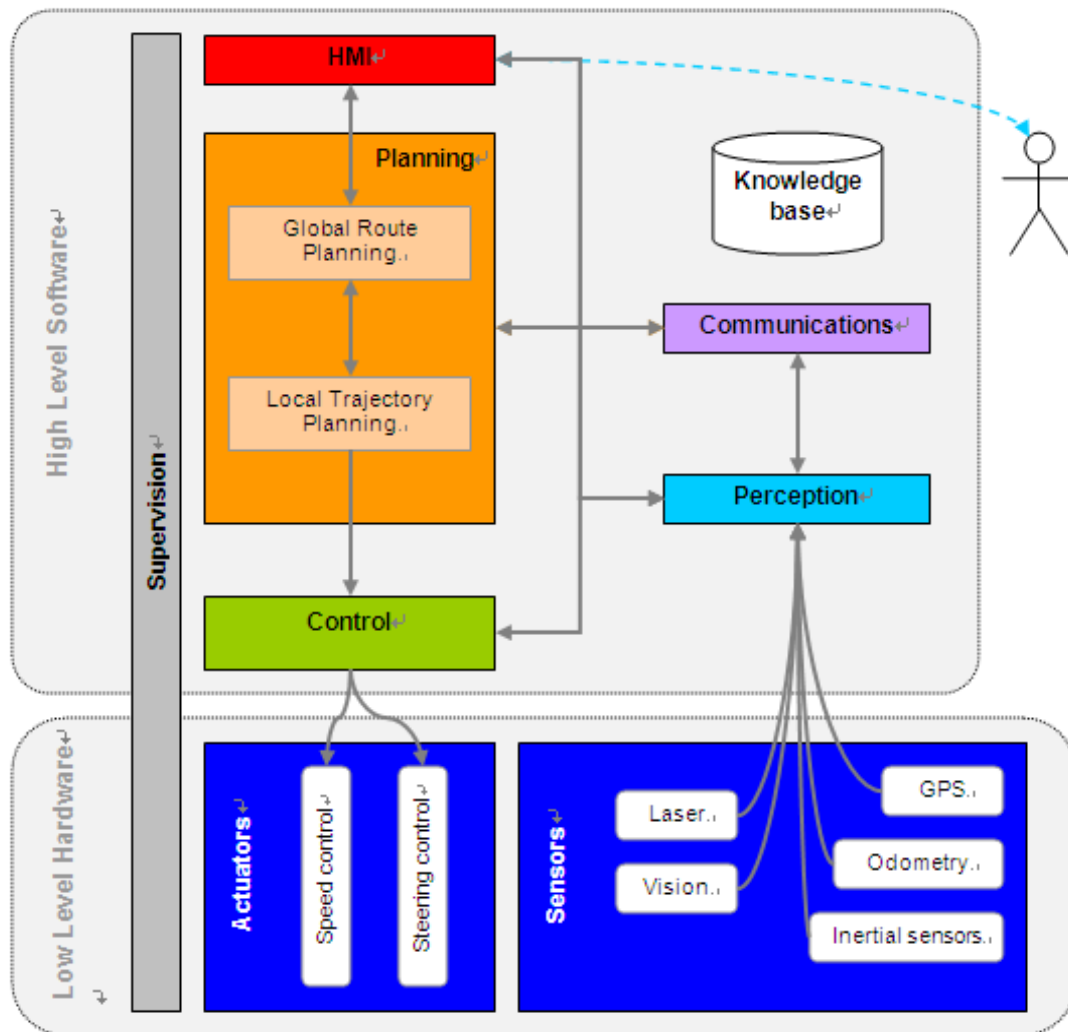 HMI
Planning
Global Route
Planning.
Local Trajectory
Planning.
Control
Knowledge
base
Communications
Perception
High Level Software
Supervision
Low Level Hardware
Actuators
Speed control
Steering control
Sensors
Laser.
Vision.
GPS.
Odometry.
Inertial sensors.